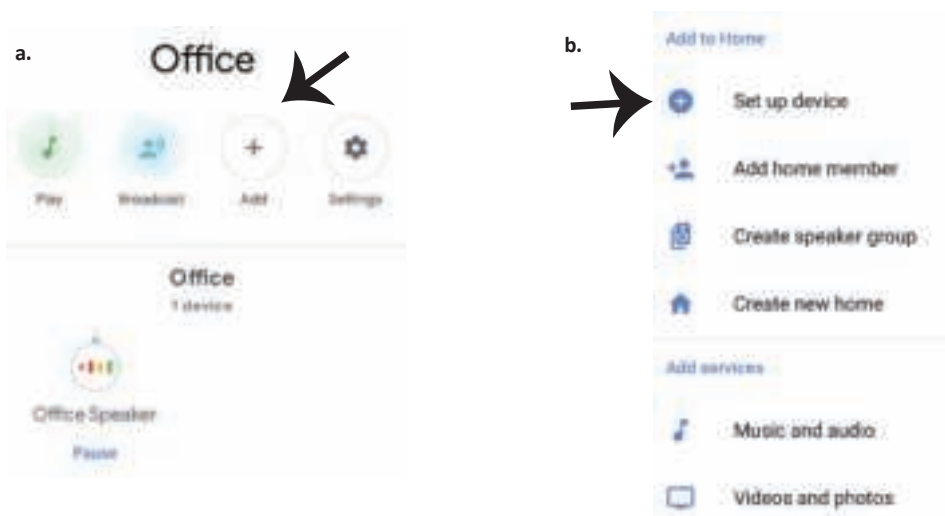 a.
Office
Play Broadcast Add Settings
Office
1 device
Office Speaker
Pause
b.
Add to Home
Set up device
Add home member
Create speaker group
Create new home
Add services
Music and audio
Videos and photos